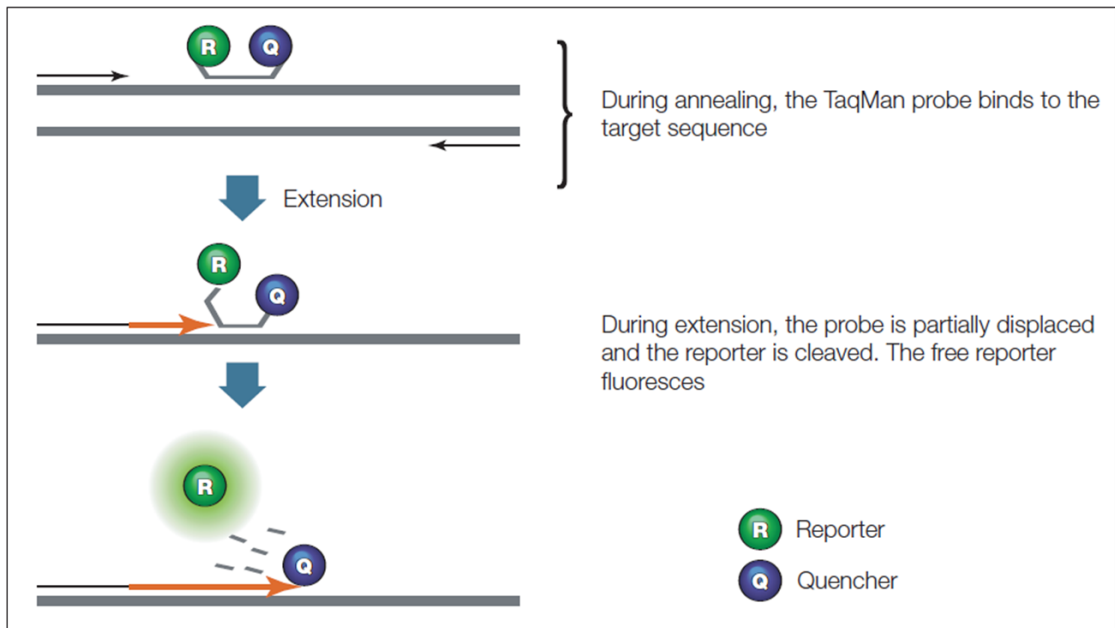 R Q
During annealing, the TaqMan probe binds to the
target sequence
Extension
R
Q
During extension, the probe is partially displaced
and the reporter is cleaved. The free reporter
fluoresces
R
R Reporter
Q
Q Quencher